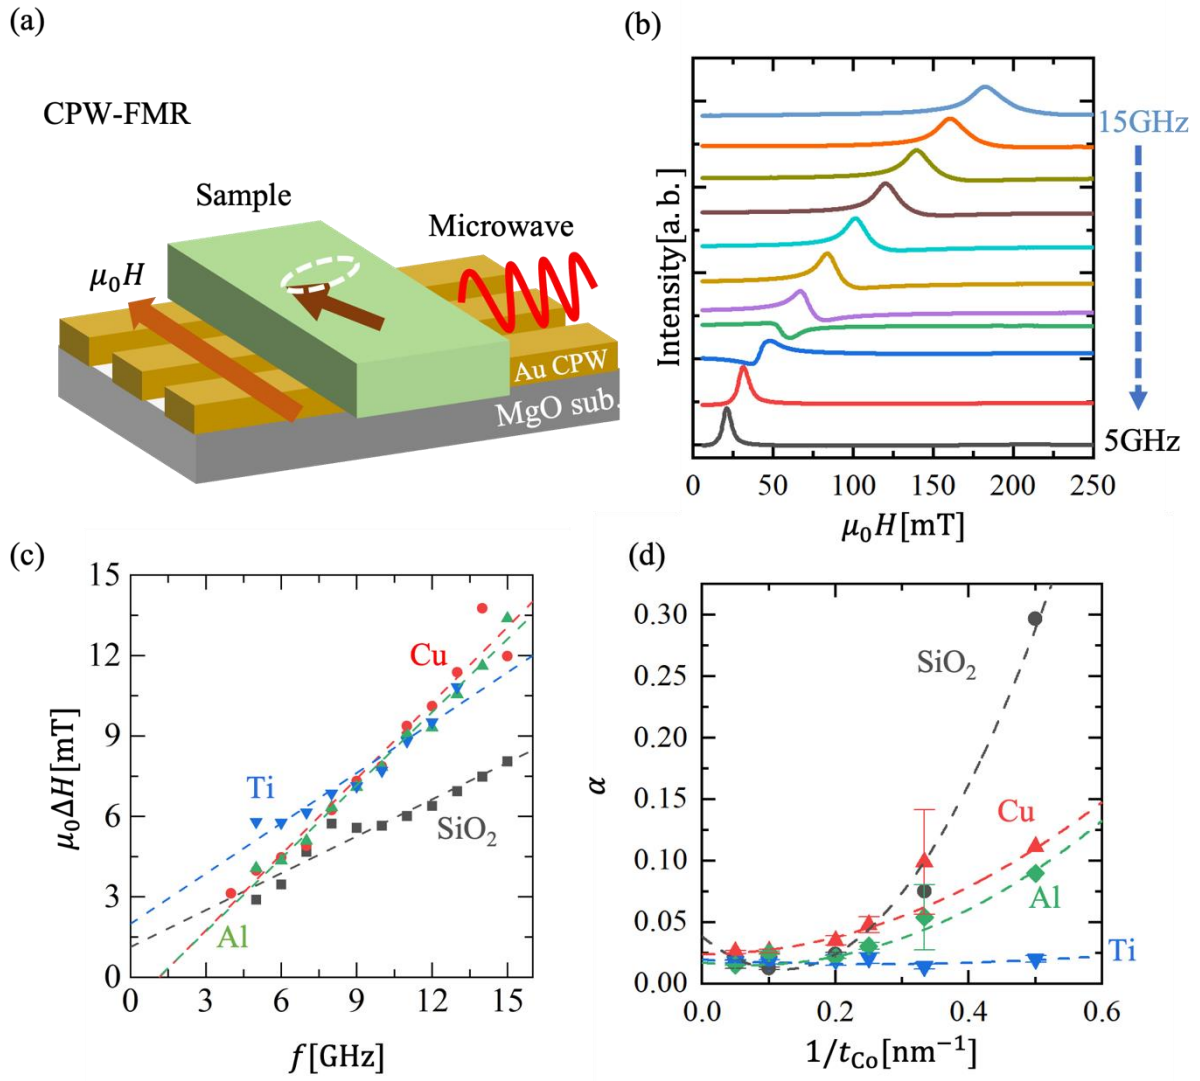 (a)
CPW-FMR
Sample
Microwave
μ₀H
Au CPW
MgO sub.
(b)
Intensity[a. b.]
15GHz
5GHz
0 50 100 150 200 250
μ₀H[mT]
(c)
15
12
9
6
3
0
μ₀ΔH[mT]
Cu
Ti
SiO₂
Al
0 3 6 9 12 15
f[GHz]
(d)
0.30
0.25
0.20
0.15
0.10
0.05
0.00
α
SiO₂
Cu
Al
Ti
0.0 0.2 0.4 0.6
1/t_Co[nm⁻¹]